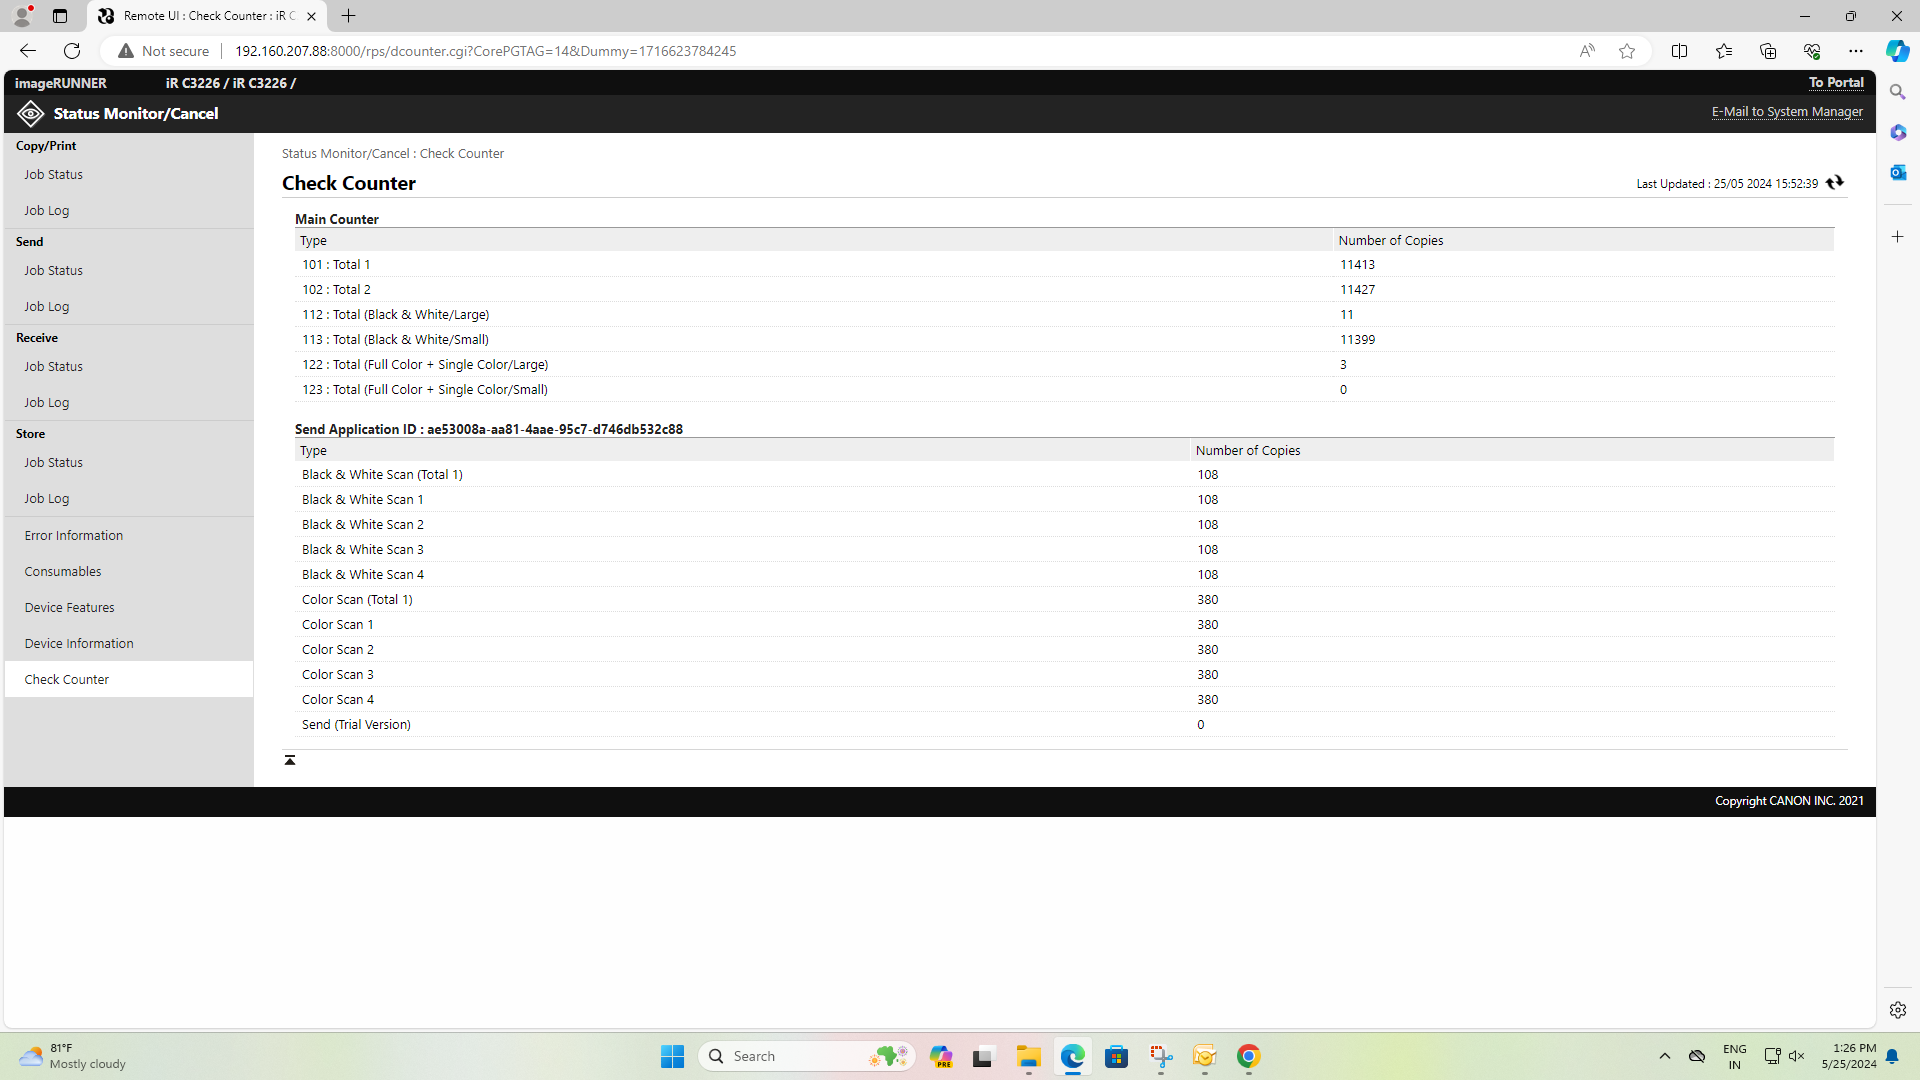 Remote UI : Check Counter : iR C
Not secure
192.160.207.88:8000/rps/dcounter.cgi?CorePGTAG=14&Dummy=1716623784245
imageRUNNER
iR C3226 / iR C3226 /
To Portal
Status Monitor/Cancel
E-Mail to System Manager
Copy/Print
Job Status
Job Log
Send
Job Status
Job Log
Receive
Job Status
Job Log
Store
Job Status
Job Log
Error Information
Consumables
Device Features
Device Information
Check Counter
Status Monitor/Cancel : Check Counter
Check Counter
Last Updated : 25/05 2024 15:52:39
Main Counter
Type Number of Copies
101 : Total 1 11413
102 : Total 2 11427
112 : Total (Black & White/Large) 11
113 : Total (Black & White/Small) 11399
122 : Total (Full Color + Single Color/Large) 3
123 : Total (Full Color + Single Color/Small) 0
Send Application ID : ae53008a-aa81-4aae-95c7-d746db532c88
Type Number of Copies
Black & White Scan (Total 1) 108
Black & White Scan 1 108
Black & White Scan 2 108
Black & White Scan 3 108
Black & White Scan 4 108
Color Scan (Total 1) 380
Color Scan 1 380
Color Scan 2 380
Color Scan 3 380
Color Scan 4 380
Send (Trial Version) 0
Copyright CANON INC. 2021
81°F
Mostly cloudy
Search
PRE
ENG
IN
1:26 PM
5/25/2024